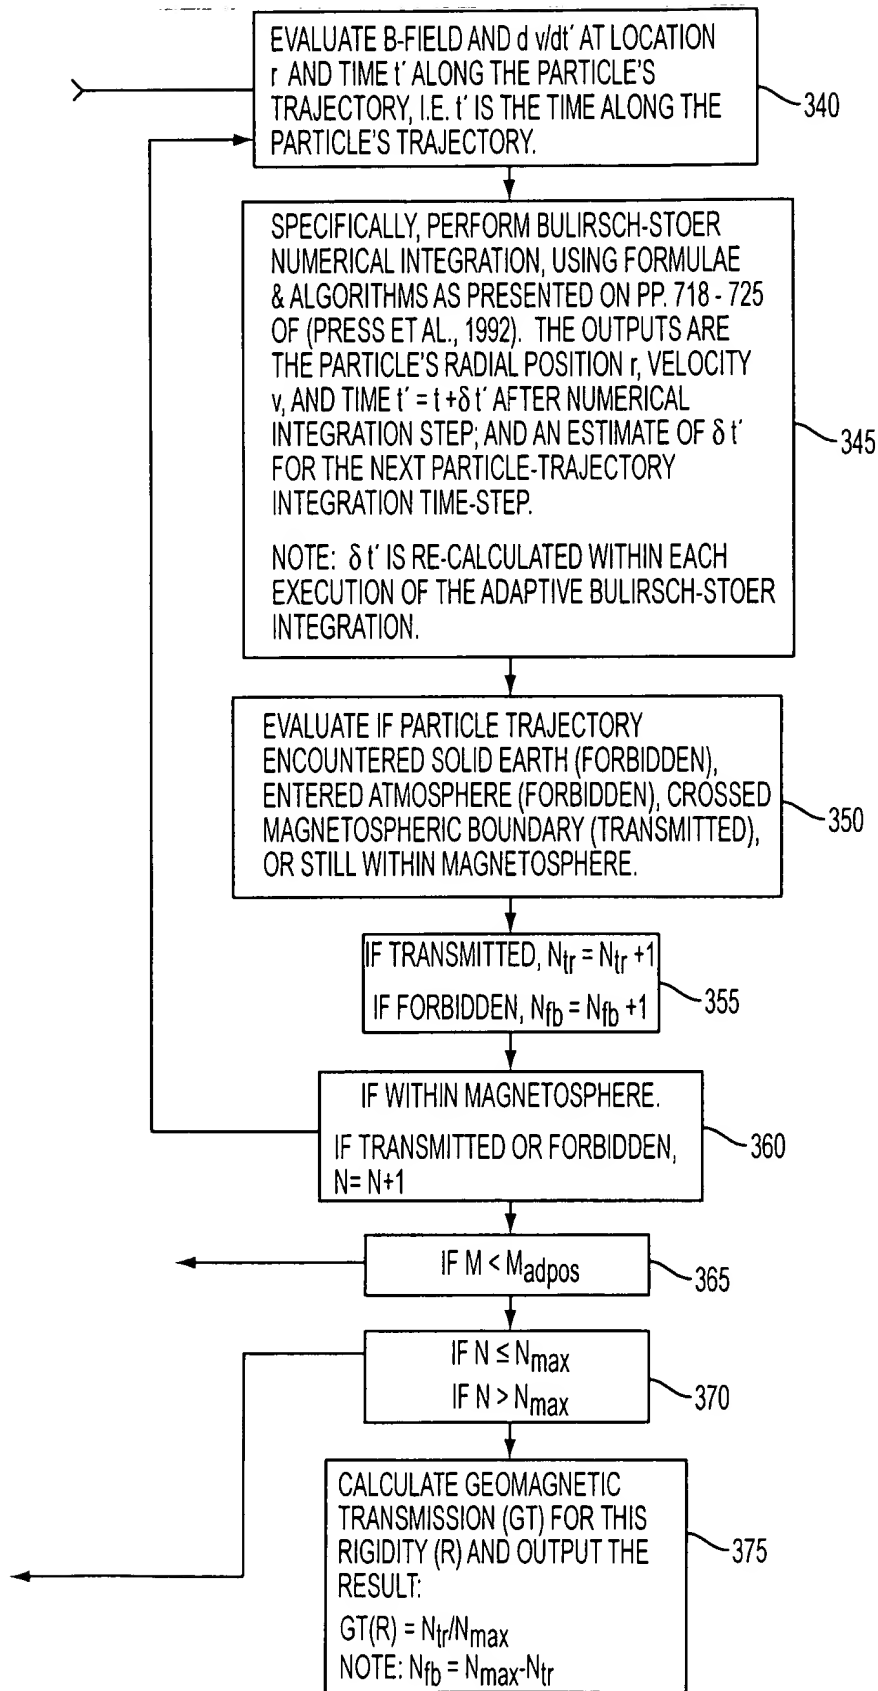 EVALUATE B-FIELD AND d v/dt′ AT LOCATION
r AND TIME t′ ALONG THE PARTICLE'S
TRAJECTORY, I.E. t′ IS THE TIME ALONG THE
PARTICLE'S TRAJECTORY.
340
SPECIFICALLY, PERFORM BULIRSCH-STOER
NUMERICAL INTEGRATION, USING FORMULAE
& ALGORITHMS AS PRESENTED ON PP. 718 - 725
OF (PRESS ET AL., 1992). THE OUTPUTS ARE
THE PARTICLE'S RADIAL POSITION r, VELOCITY
v, AND TIME t′ = t +δ t′ AFTER NUMERICAL
INTEGRATION STEP; AND AN ESTIMATE OF δ t′
FOR THE NEXT PARTICLE-TRAJECTORY
INTEGRATION TIME-STEP.
NOTE: δ t′ IS RE-CALCULATED WITHIN EACH
EXECUTION OF THE ADAPTIVE BULIRSCH-STOER
INTEGRATION.
345
EVALUATE IF PARTICLE TRAJECTORY
ENCOUNTERED SOLID EARTH (FORBIDDEN),
ENTERED ATMOSPHERE (FORBIDDEN), CROSSED
MAGNETOSPHERIC BOUNDARY (TRANSMITTED),
OR STILL WITHIN MAGNETOSPHERE.
350
IF TRANSMITTED, Ntr = Ntr +1
IF FORBIDDEN, Nfb = Nfb +1
355
IF WITHIN MAGNETOSPHERE.
IF TRANSMITTED OR FORBIDDEN,
N= N+1
360
IF M < Madpos
365
IF N ≤ Nmax
IF N > Nmax
370
CALCULATE GEOMAGNETIC
TRANSMISSION (GT) FOR THIS
RIGIDITY (R) AND OUTPUT THE
RESULT:
GT(R) = Ntr/Nmax
NOTE: Nfb = Nmax-Ntr
375